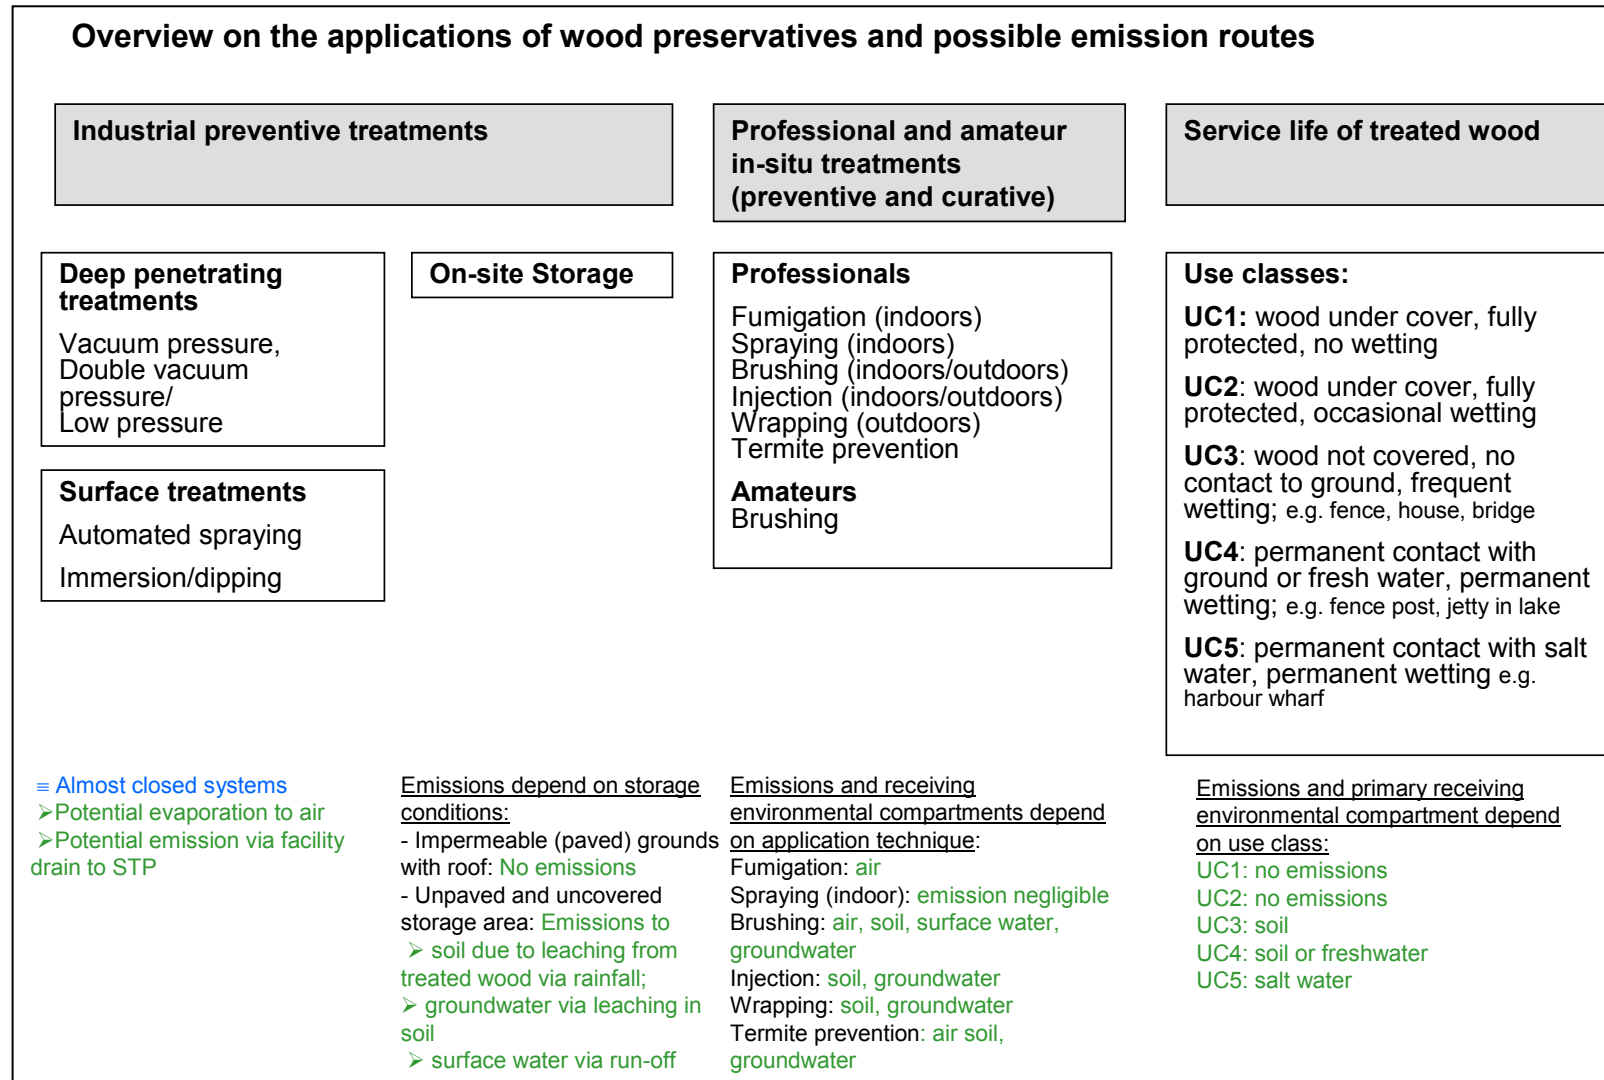 Overview on the applications of wood preservatives and possible emission routes
Industrial preventive treatments
Professional and amateur
in-situ treatments
(preventive and curative)
Service life of treated wood
Deep penetrating
treatments
Vacuum pressure,
Double vacuum
pressure/
Low pressure
Surface treatments
Automated spraying
Immersion/dipping
On-site Storage
Professionals
Fumigation (indoors)
Spraying (indoors)
Brushing (indoors/outdoors)
Injection (indoors/outdoors)
Wrapping (outdoors)
Termite prevention
Amateurs
Brushing
Use classes:
UC1: wood under cover, fully
protected, no wetting
UC2: wood under cover, fully
protected, occasional wetting
UC3: wood not covered, no
contact to ground, frequent
wetting; e.g. fence, house, bridge
UC4: permanent contact with
ground or fresh water, permanent
wetting; e.g. fence post, jetty in lake
UC5: permanent contact with salt
water, permanent wetting e.g.
harbour wharf
≡ Almost closed systems
➢Potential evaporation to air
➢Potential emission via facility
drain to STP
Emissions depend on storage
conditions:
- Impermeable (paved) grounds
with roof: No emissions
- Unpaved and uncovered
storage area: Emissions to
➢ soil due to leaching from
treated wood via rainfall;
➢ groundwater via leaching in
soil
➢ surface water via run-off
Emissions and receiving
environmental compartments depend
on application technique:
Fumigation: air
Spraying (indoor): emission negligible
Brushing: air, soil, surface water,
groundwater
Injection: soil, groundwater
Wrapping: soil, groundwater
Termite prevention: air soil,
groundwater
Emissions and primary receiving
environmental compartment depend
on use class:
UC1: no emissions
UC2: no emissions
UC3: soil
UC4: soil or freshwater
UC5: salt water